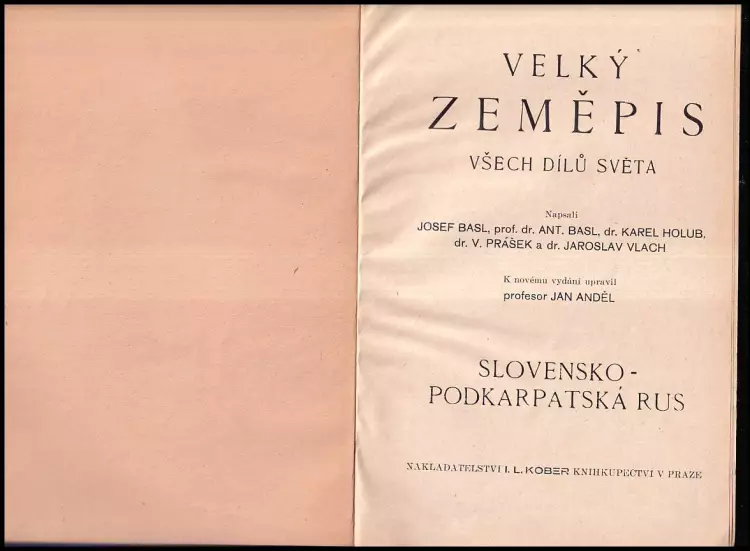 VELKÝ
ZEMĚPIS
VŠECH DÍLŮ SVĚTA
Napsali
JOSEF BASL, prof. dr. ANT. BASL, dr. KAREL HOLUB,
dr. V. PRÁŠEK a dr. JAROSLAV VLACH
K novému vydání upravil
profesor JAN ANDĚL
SLOVENSKO -
PODKARPATSKÁ RUS
NAKLADATELSTVÍ I. L. KOBER KNIHKUPECTVÍ V PRAZE